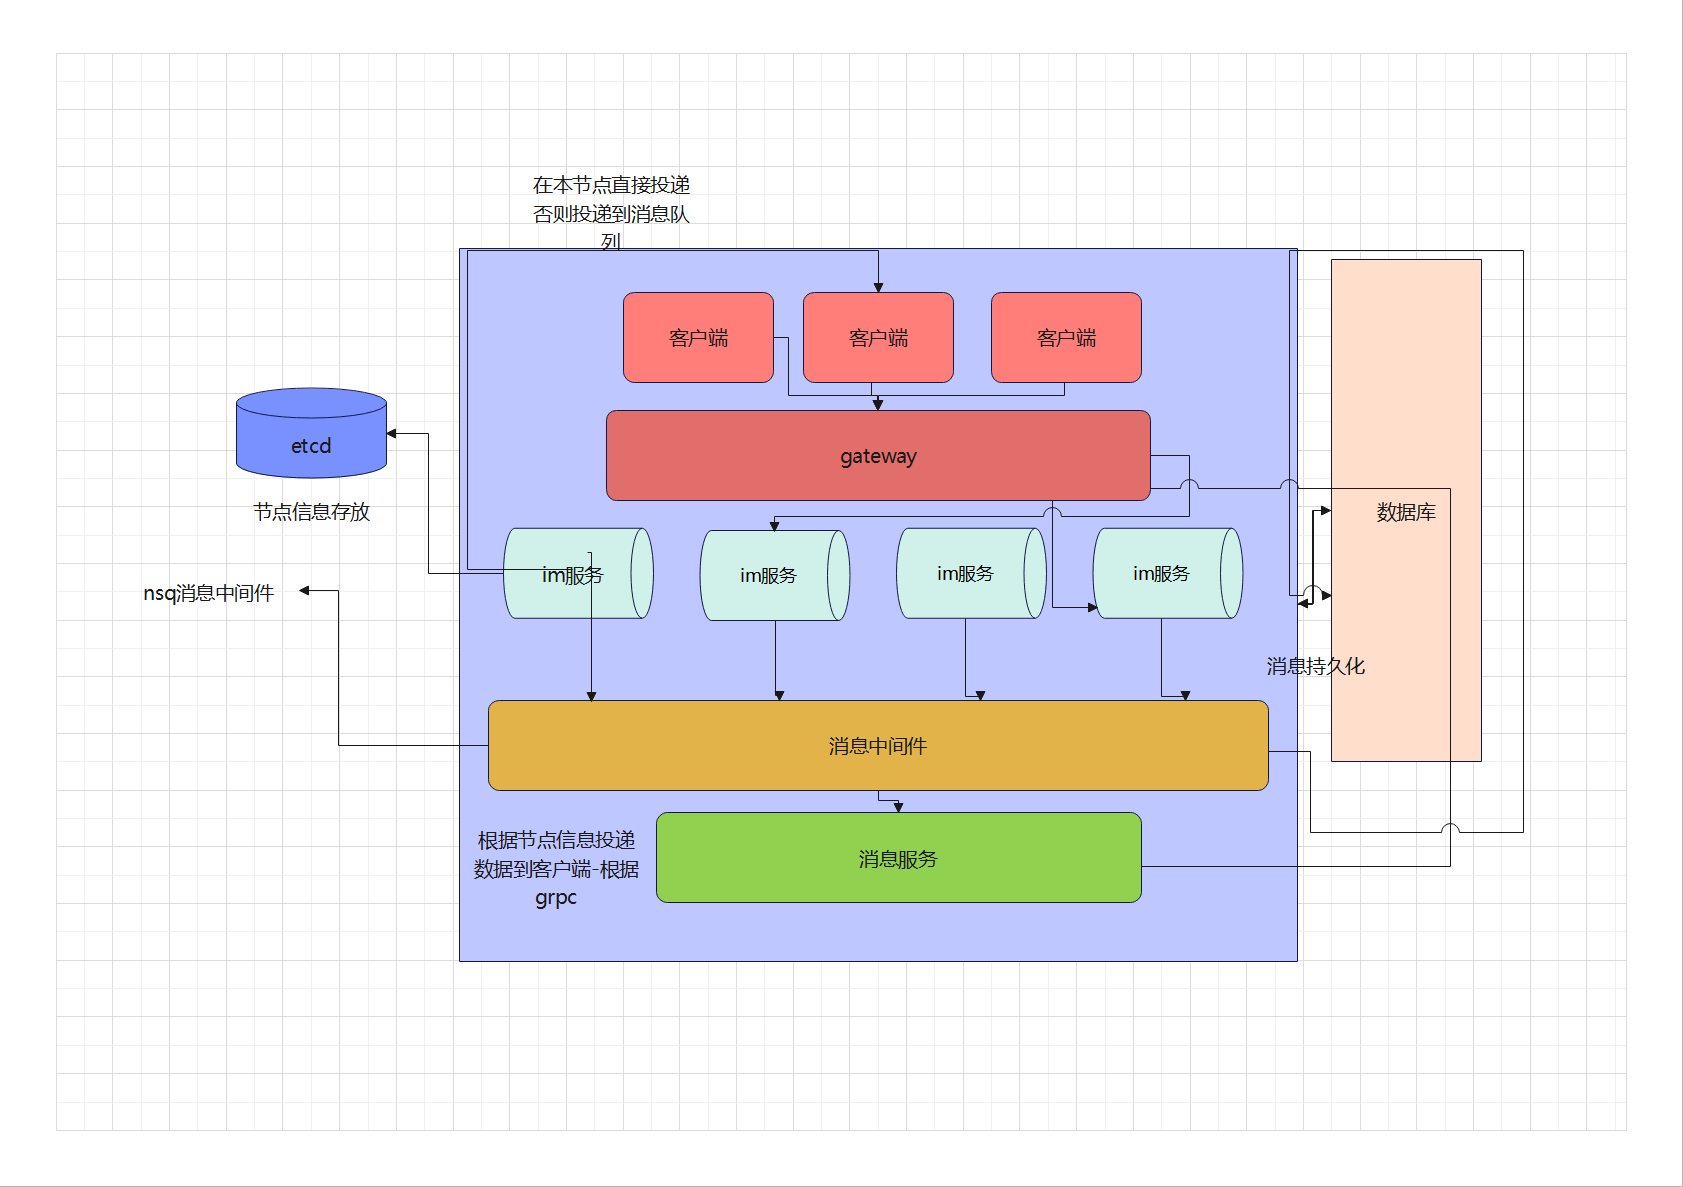 在本节点直接投递
否则投递到消息队
列
客户端
客户端
客户端
etcd
gateway
节点信息存放
数据库
im服务
im服务
im服务
im服务
nsq消息中间件
消息持久化
消息中间件
根据节点信息投递
数据到客户端-根据
grpc
消息服务